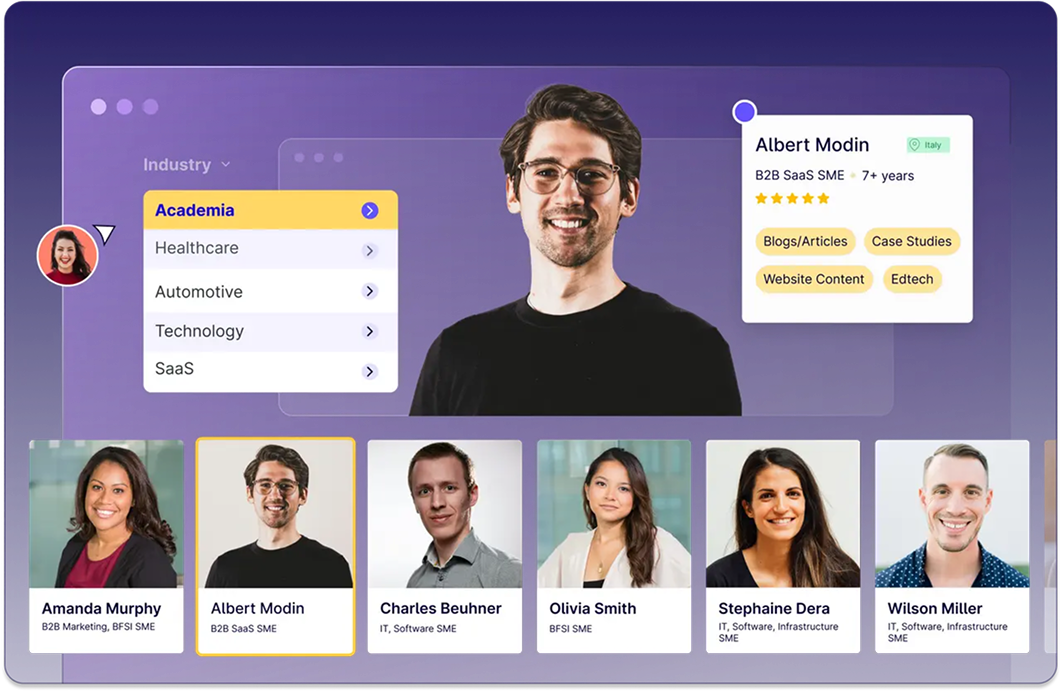 Industry
Academia
Healthcare
Automotive
Technology
SaaS
Albert Modin
Italy
B2B SaaS SME 7+ years
Blogs/Articles Case Studies
Website Content Edtech
Amanda Murphy
B2B Marketing, BFSI SME
Albert Modin
B2B SaaS SME
Charles Beuhner
IT, Software SME
Olivia Smith
BFSI SME
Stephaine Dera
IT, Software, Infrastructure
SME
Wilson Miller
IT, Software, Infrastructure
SME